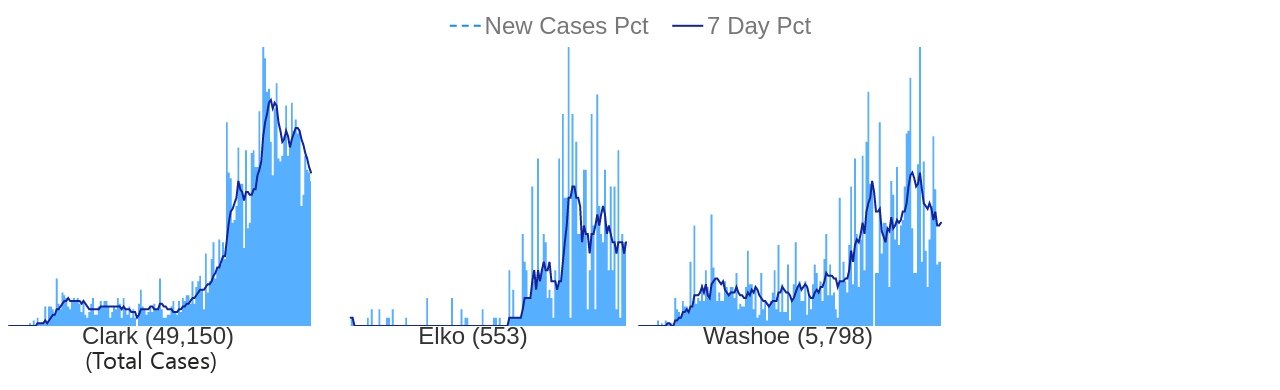 New Cases Pct 7 Day Pct
Clark (49,150) Elko (553) Washoe (5,798)
(Total Cases)